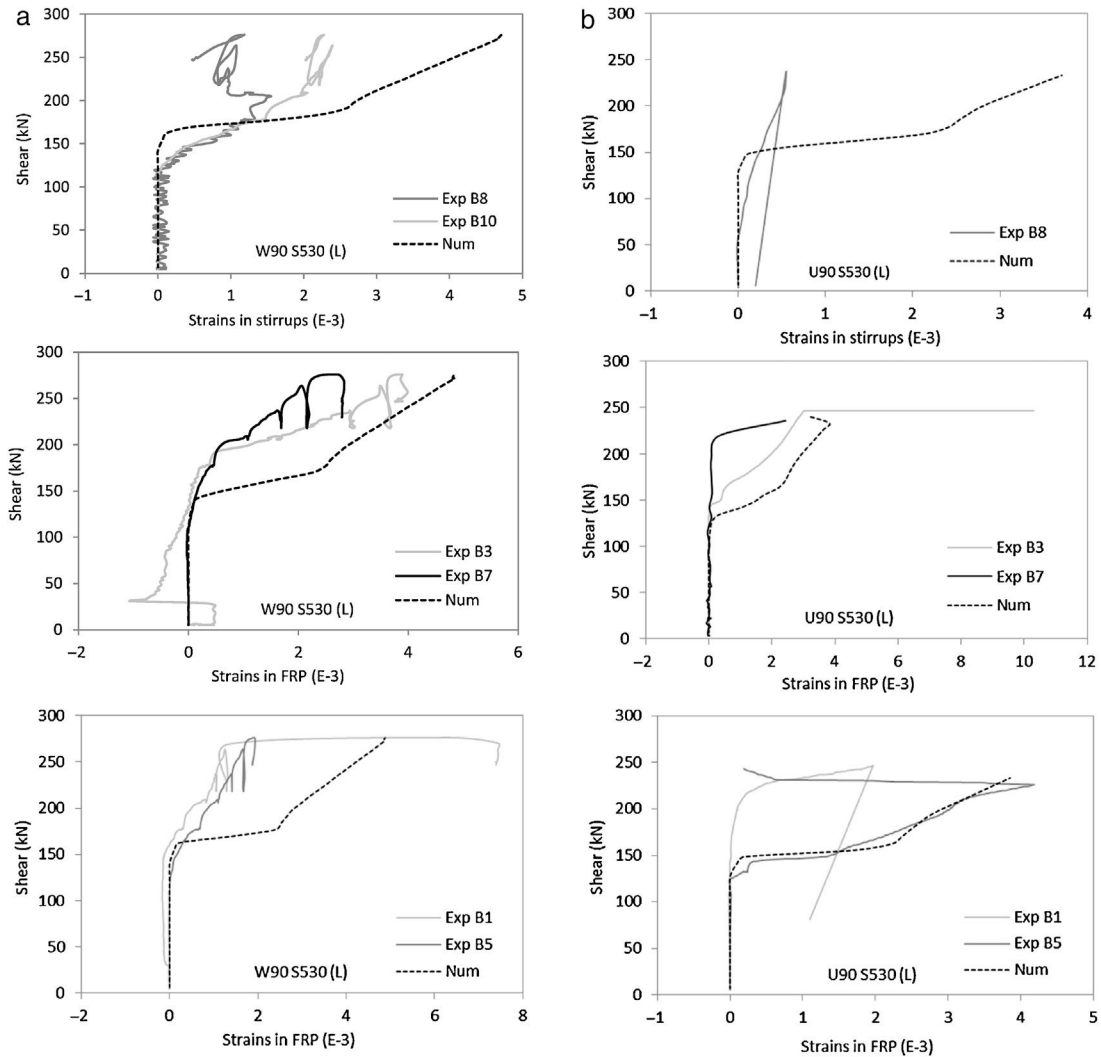 a
300
250
200
150
100
50
0
Shear (kN)
Exp B8
Exp B10
Num
W90 S530 (L)
–1 0 1 2 3 4 5
Strains in stirrups (E-3)
b
300
250
200
150
100
50
0
Shear (kN)
Exp B8
Num
U90 S530 (L)
–1 0 1 2 3 4
Strains in stirrups (E-3)
300
250
200
150
100
50
0
Shear (kN)
Exp B3
Exp B7
Num
W90 S530 (L)
–2 0 2 4 6
Strains in FRP (E-3)
300
250
200
150
100
50
0
Shear (kN)
Exp B3
Exp B7
Num
U90 S530 (L)
–2 0 2 4 6 8 10 12
Strains in FRP (E-3)
300
250
200
150
100
50
0
Shear (kN)
Exp B1
Exp B5
Num
W90 S530 (L)
–2 0 2 4 6 8
Strains in FRP (E-3)
300
250
200
150
100
50
0
Shear (kN)
Exp B1
Exp B5
Num
U90 S530 (L)
–1 0 1 2 3 4 5
Strains in FRP (E-3)